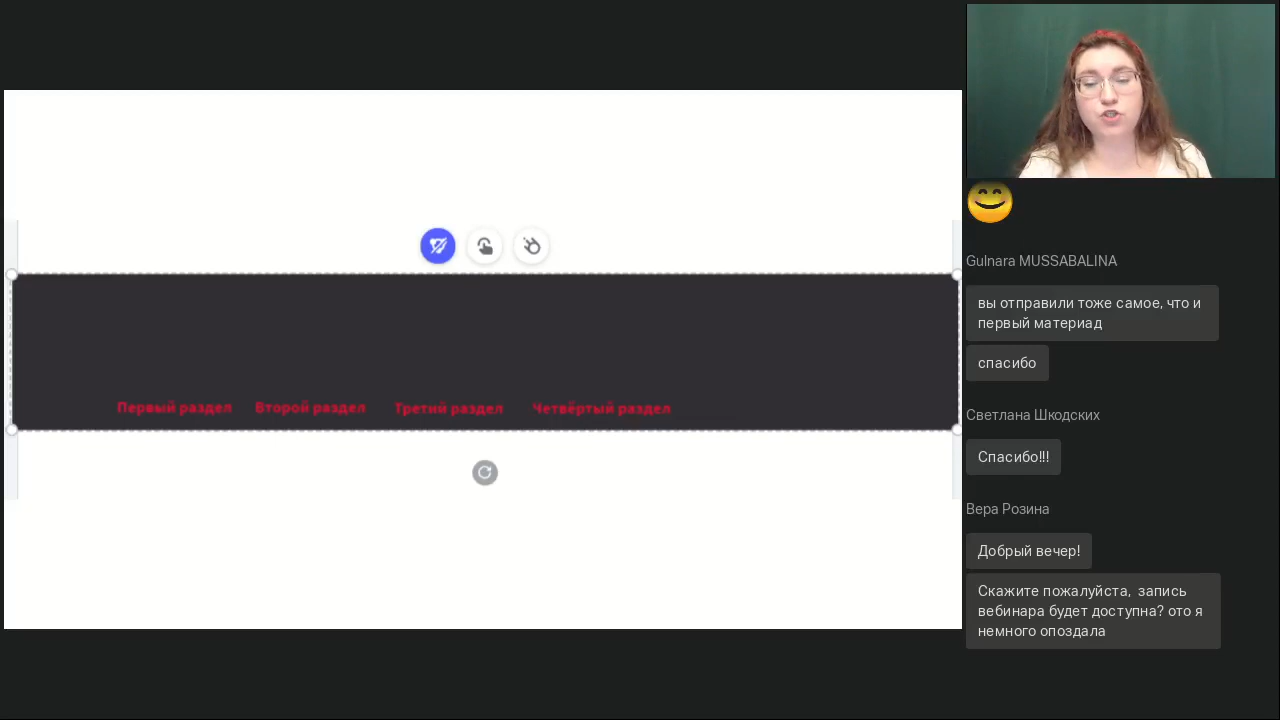 Первый раздел Второй раздел Третий раздел Четвёртый раздел
Gulnara MUSSABALINA
вы отправили тоже самое, что и
первый материад
спасибо
Светлана Шкодских
Спасибо!!!
Вера Розина
Добрый вечер!
Скажите пожалуйста, запись
вебинара будет доступна? ото я
немного опоздала